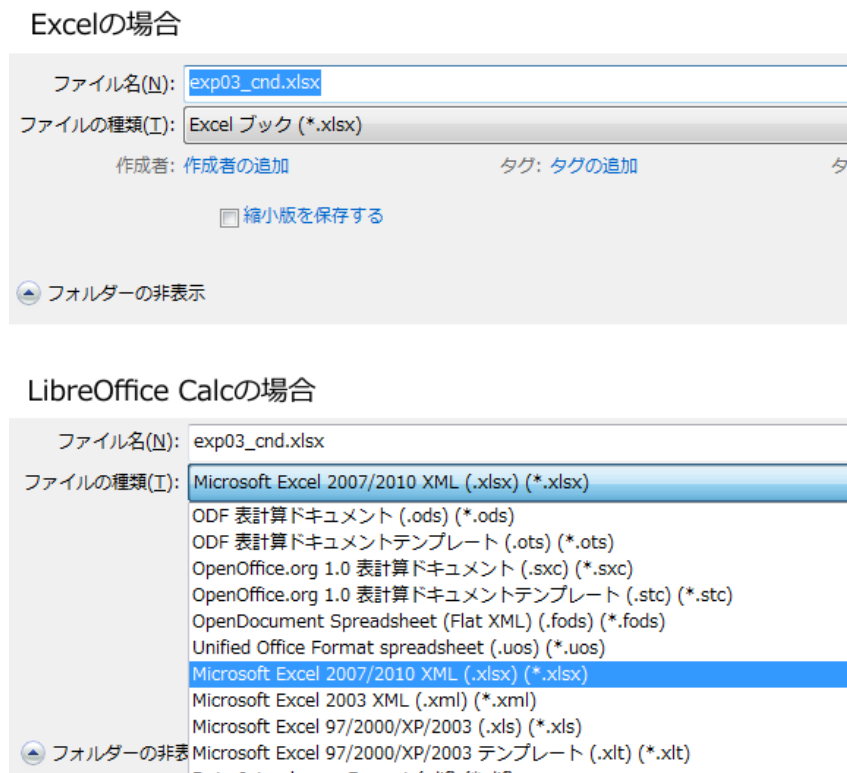 Excelの場合
ファイル名(N): exp03_cnd.xlsx
ファイルの種類(T): Excel ブック (*.xlsx)
作成者: 作成者の追加 タグ: タグの追加 タ
縮小版を保存する
フォルダーの非表示
LibreOffice Calcの場合
ファイル名(N): exp03_cnd.xlsx
ファイルの種類(T): Microsoft Excel 2007/2010 XML (.xlsx) (*.xlsx)
ODF 表計算ドキュメント (.ods) (*.ods)
ODF 表計算ドキュメントテンプレート (.ots) (*.ots)
OpenOffice.org 1.0 表計算ドキュメント (.sxc) (*.sxc)
OpenOffice.org 1.0 表計算ドキュメントテンプレート (.stc) (*.stc)
OpenDocument Spreadsheet (Flat XML) (.fods) (*.fods)
Unified Office Format spreadsheet (.uos) (*.uos)
Microsoft Excel 2007/2010 XML (.xlsx) (*.xlsx)
Microsoft Excel 2003 XML (.xml) (*.xml)
Microsoft Excel 97/2000/XP/2003 (.xls) (*.xls)
フォルダーの非表 Microsoft Excel 97/2000/XP/2003 テンプレート (.xlt) (*.xlt)